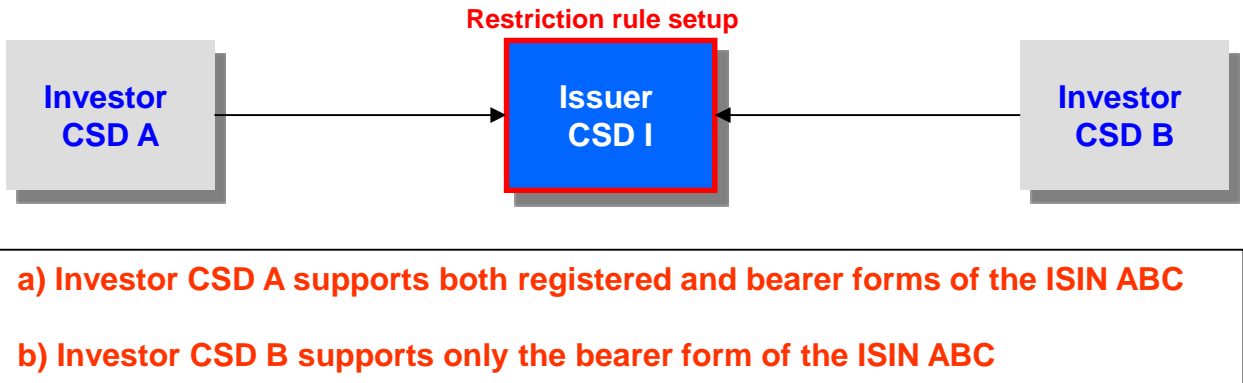 Restriction rule setup
Investor
CSD A
Issuer
CSD I
Investor
CSD B
a) Investor CSD A supports both registered and bearer forms of the ISIN ABC
b) Investor CSD B supports only the bearer form of the ISIN ABC